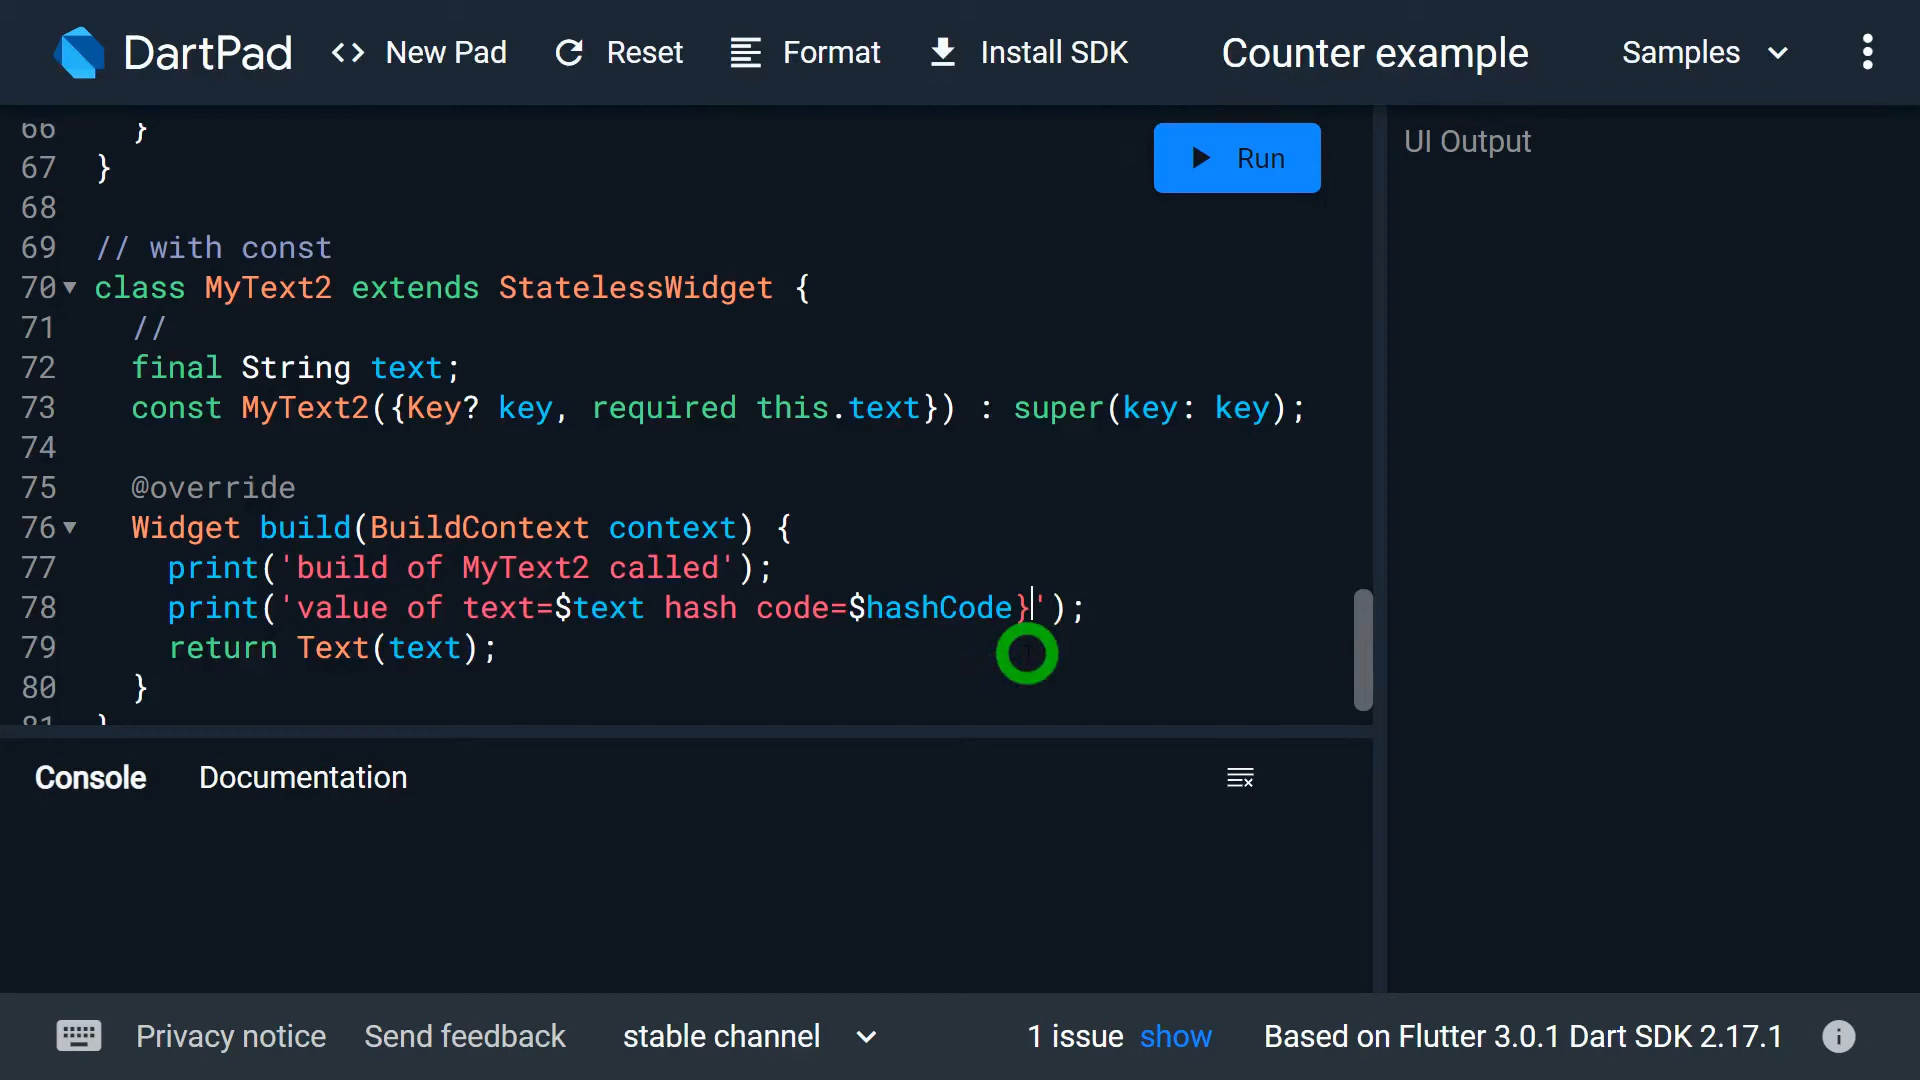 DartPad <> New Pad Reset Format Install SDK Counter example Samples
66 }
67 }
68
69 // with const
70 class MyText2 extends StatelessWidget {
71 //
72 final String text;
73 const MyText2({Key? key, required this.text}) : super(key: key);
74
75 @override
76 Widget build(BuildContext context) {
77 print('build of MyText2 called');
78 print('value of text=$text hash code=$hashCode}');
79 return Text(text);
80 }
81 }
Run
UI Output
Console Documentation
Privacy notice Send feedback stable channel 1 issue show Based on Flutter 3.0.1 Dart SDK 2.17.1